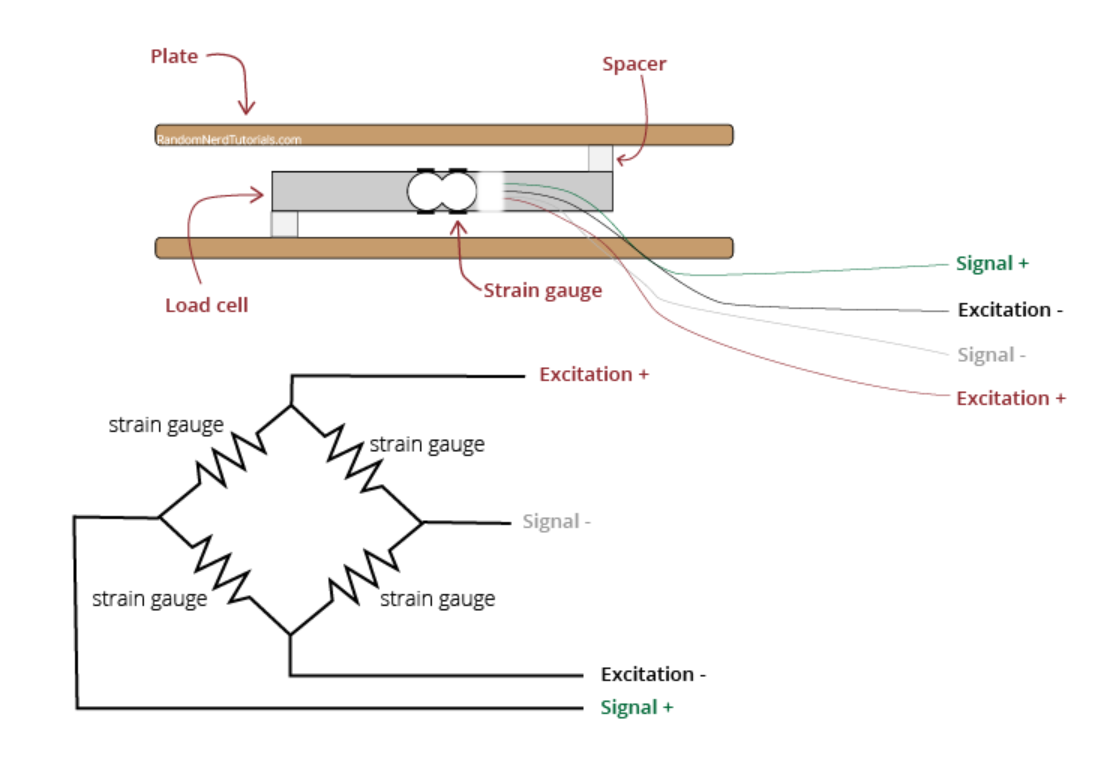 Plate
Spacer
RandomNerdTutorials.com
Load cell
Strain gauge
Signal +
Excitation -
Signal -
Excitation +
Excitation +
strain gauge
strain gauge
Signal -
strain gauge
strain gauge
Excitation -
Signal +